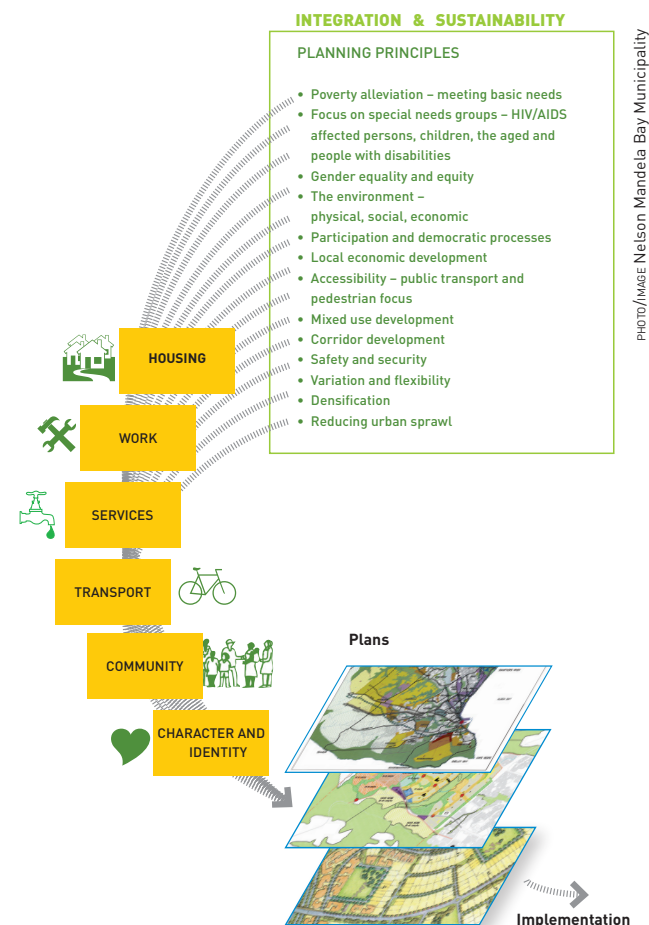 INTEGRATION & SUSTAINABILITY
PLANNING PRINCIPLES
• Poverty alleviation – meeting basic needs
• Focus on special needs groups – HIV/AIDS
affected persons, children, the aged and
people with disabilities
• Gender equality and equity
• The environment –
physical, social, economic
• Participation and democratic processes
• Local economic development
• Accessibility – public transport and
pedestrian focus
• Mixed use development
• Corridor development
• Safety and security
• Variation and flexibility
• Densification
• Reducing urban sprawl
PHOTO/IMAGE Nelson Mandela Bay Municipality
HOUSING
WORK
SERVICES
TRANSPORT
COMMUNITY
CHARACTER AND
IDENTITY
Plans
Implementation